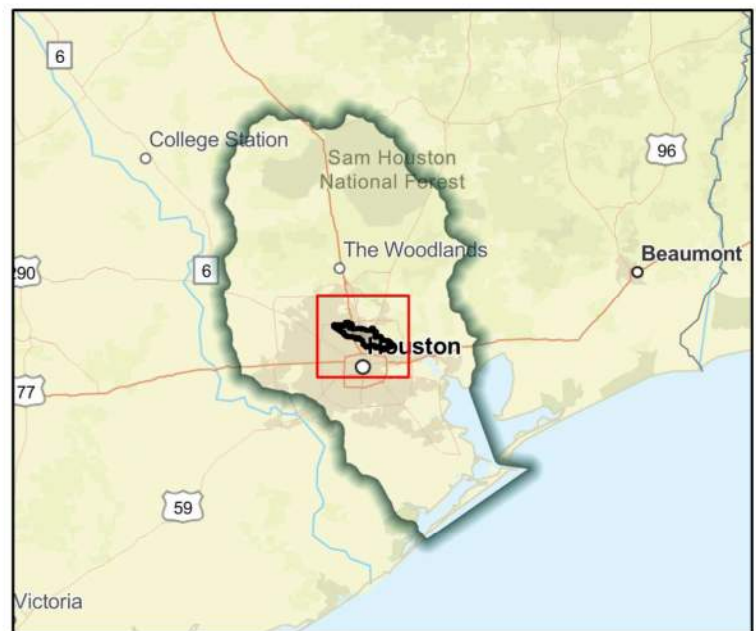 6
College Station
Sam Houston
National Forest
96
The Woodlands
Beaumont
290
6
Houston
77
59
Victoria